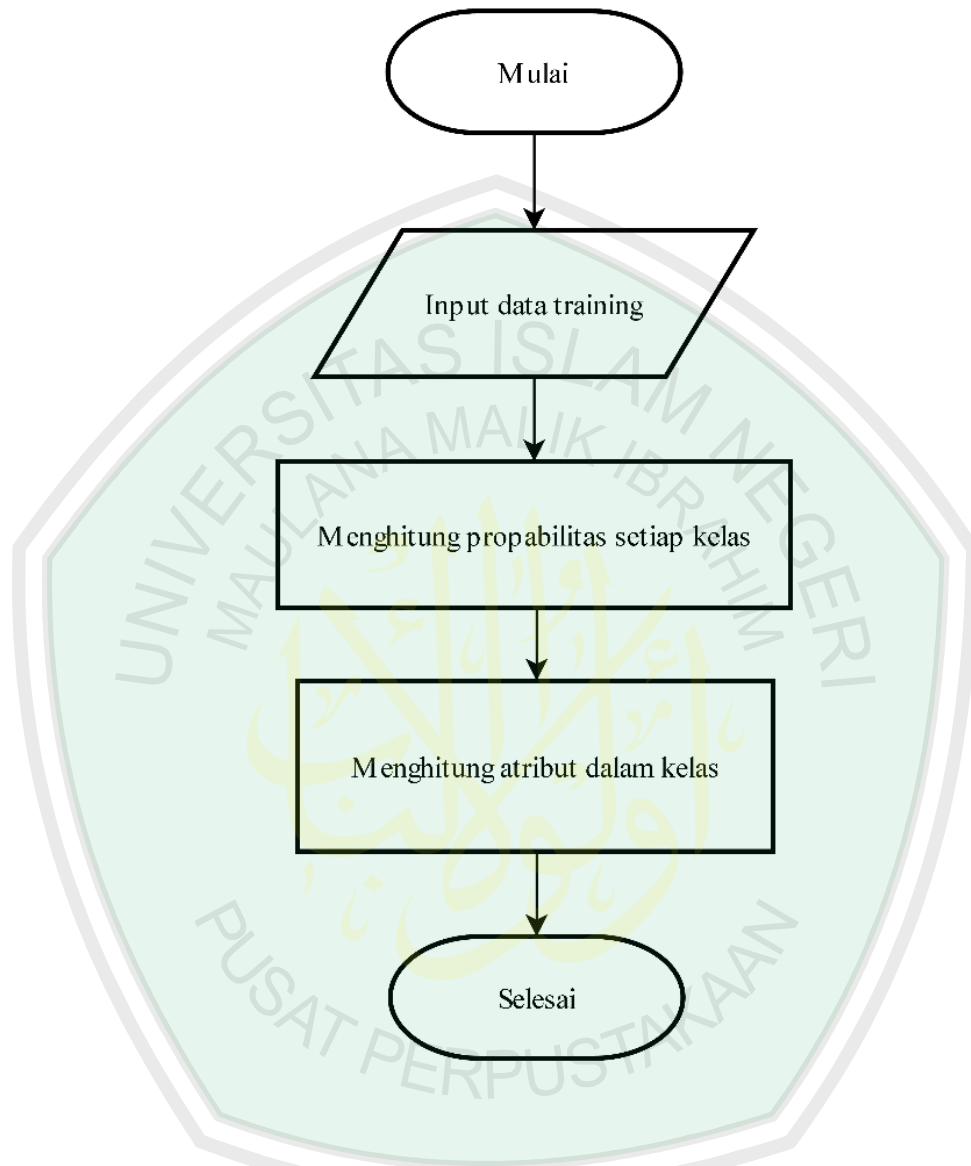 Mulai
Input data training
UNIVERSITAS ISLAM NEGERI
MAULANA MALIK IBRAHIM
Menghitung propabilitas setiap kelas
Menghitung atribut dalam kelas
Selesai
PUSAT PERPUSTAKAAN